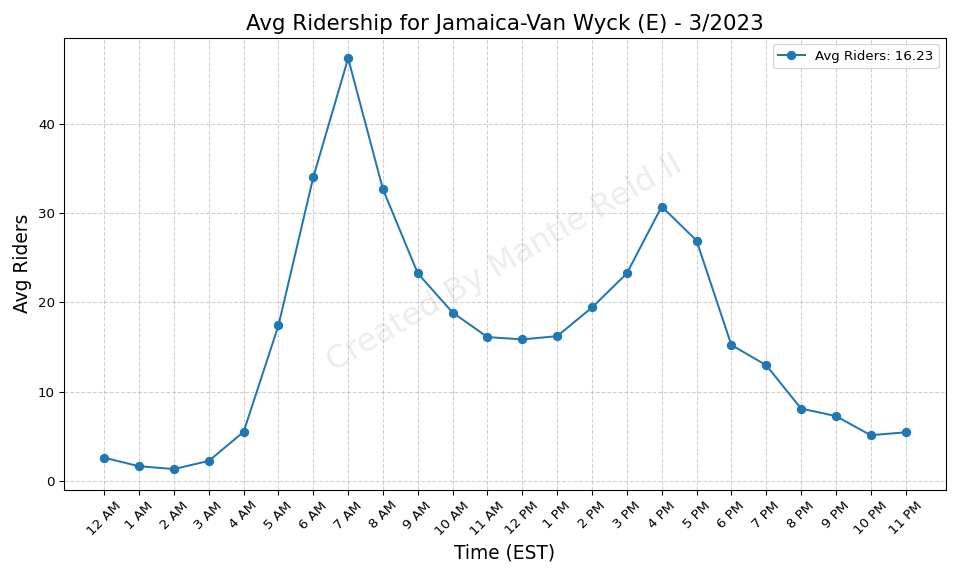 Avg Ridership for Jamaica-Van Wyck (E) - 3/2023
Avg Riders: 16.23
Avg Riders
40
30
20
10
0
Created By Mantle Reid II
12 AM
1 AM
2 AM
3 AM
4 AM
5 AM
6 AM
7 AM
8 AM
9 AM
10 AM
11 AM
12 PM
1 PM
2 PM
3 PM
4 PM
5 PM
6 PM
7 PM
8 PM
9 PM
10 PM
11 PM
Time (EST)